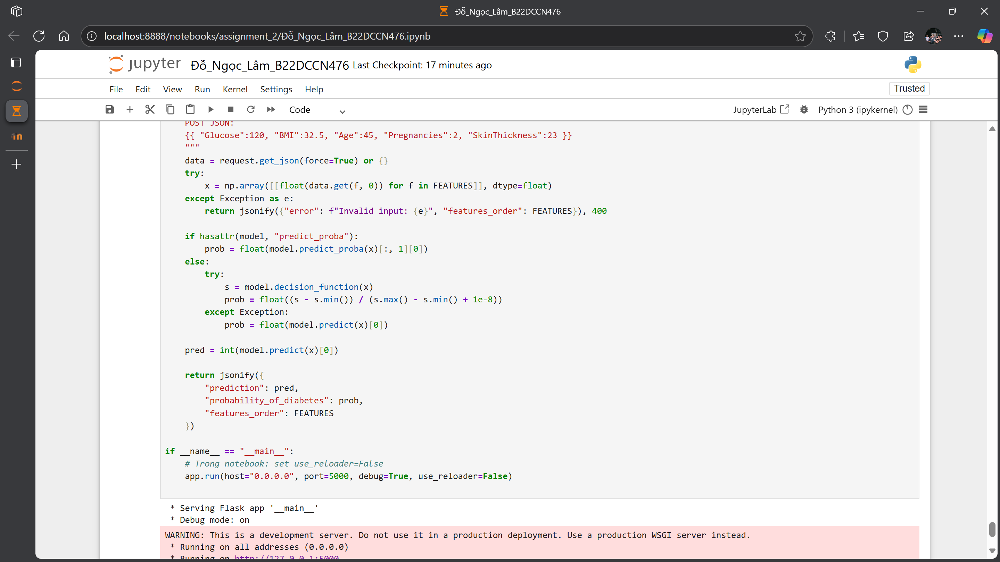 Đỗ_Ngọc_Lâm_B22DCCN476
localhost:8888/notebooks/assignment_2/Đỗ_Ngọc_Lâm_B22DCCN476.ipynb
jupyter Đỗ_Ngọc_Lâm_B22DCCN476 Last Checkpoint: 17 minutes ago
File Edit View Run Kernel Settings Help Trusted
Code JupyterLab Python 3 (ipykernel)
POST JSON:
{{ "Glucose":120, "BMI":32.5, "Age":45, "Pregnancies":2, "SkinThickness":23 }}
"""
data = request.get_json(force=True) or {}
try:
x = np.array([[float(data.get(f, 0)) for f in FEATURES]], dtype=float)
except Exception as e:
return jsonify({"error": f"Invalid input: {e}", "features_order": FEATURES}), 400
if hasattr(model, "predict_proba"):
prob = float(model.predict_proba(x)[:, 1][0])
else:
try:
s = model.decision_function(x)
prob = float((s - s.min()) / (s.max() - s.min() + 1e-8))
except Exception:
prob = float(model.predict(x)[0])
pred = int(model.predict(x)[0])
return jsonify({
"prediction": pred,
"probability_of_diabetes": prob,
"features_order": FEATURES
})
if __name__ == "__main__":
# Trong notebook: set use_reloader=False
app.run(host="0.0.0.0", port=5000, debug=True, use_reloader=False)
* Serving Flask app '__main__'
* Debug mode: on
WARNING: This is a development server. Do not use it in a production deployment. Use a production WSGI server instead.
* Running on all addresses (0.0.0.0)
* Running on http://127.0.0.1:5000